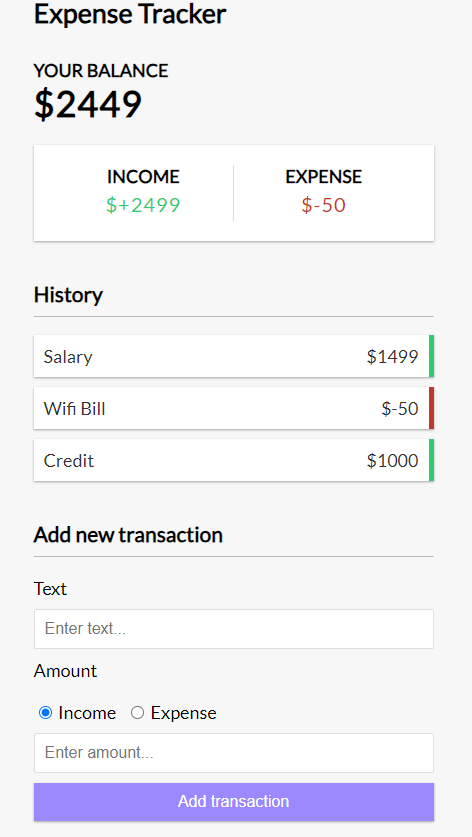 Expense Tracker
YOUR BALANCE
$2449
INCOME EXPENSE
$+2499 $-50
History
Salary $1499
Wifi Bill $-50
Credit $1000
Add new transaction
Text
Enter text...
Amount
Income Expense
Enter amount...
Add transaction